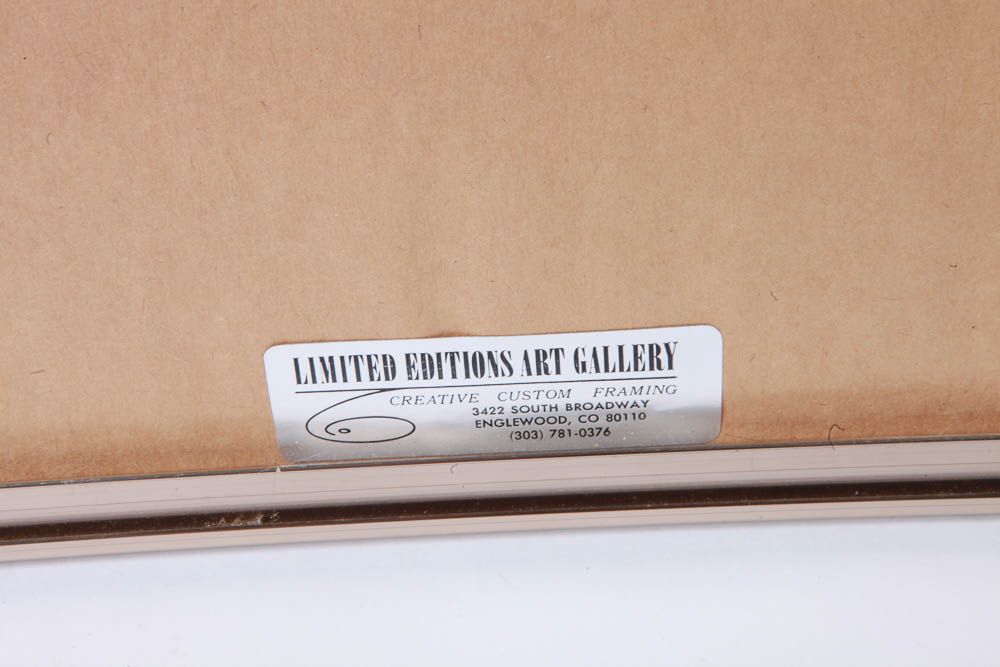 LIMITED EDITIONS ART GALLERY
CREATIVE CUSTOM FRAMING
3422 SOUTH BROADWAY
ENGLEWOOD, CO 80110
(303) 781-0376